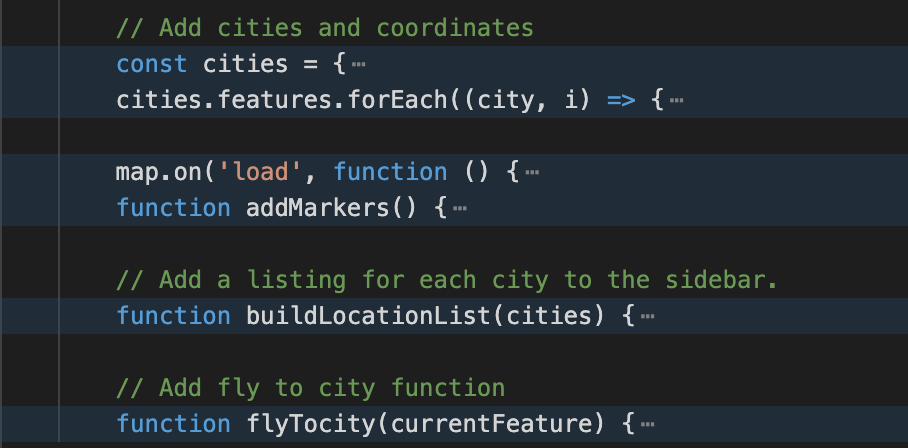 // Add cities and coordinates
const cities = {⋯
cities.features.forEach((city, i) => {⋯
map.on('load', function () {⋯
function addMarkers() {⋯
// Add a listing for each city to the sidebar.
function buildLocationList(cities) {⋯
// Add fly to city function
function flyTocity(currentFeature) {⋯